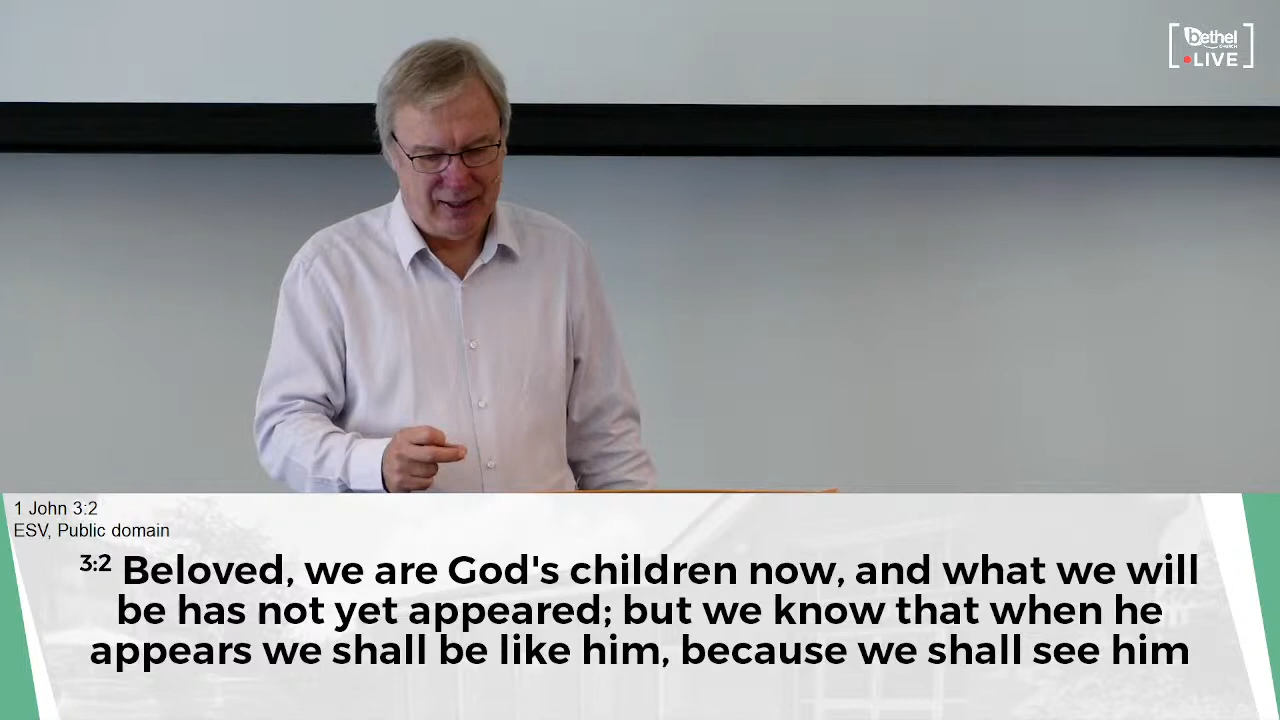 bethel
CHURCH
LIVE
1 John 3:2
ESV, Public domain
3:2 Beloved, we are God's children now, and what we will
be has not yet appeared; but we know that when he
appears we shall be like him, because we shall see him